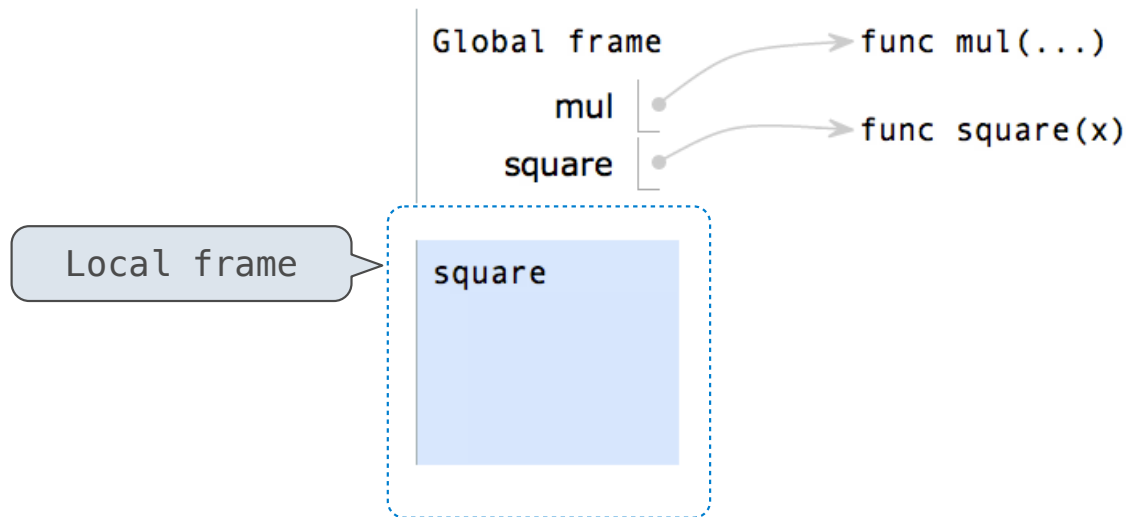 Global frame
func mul(...)
mul
func square(x)
square
Local frame
square